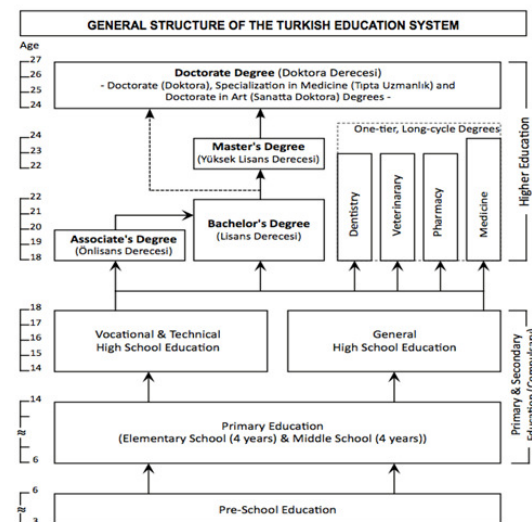 GENERAL STRUCTURE OF THE TURKISH EDUCATION SYSTEM
Age
27
26
25
24
Doctorate Degree (Doktora Derecesi)
- Doctorate (Doktora), Specialization in Medicine (Tıpta Uzmanlık) and
Doctorate in Art (Sanatta Doktora) Degrees -
24
23
22
Master's Degree
(Yüksek Lisans Derecesi)
One-tier, Long-cycle Degrees
22
21
20
19
18
Associate's Degree
(Önlisans Derecesi)
Bachelor's Degree
(Lisans Derecesi)
Dentistry
Veterinarary
Pharmacy
Medicine
Higher Education
18
17
16
15
14
Vocational & Technical
High School Education
General
High School Education
14
≈
6
Primary Education
(Elementary School (4 years) & Middle School (4 years))
Primary & Secondary
Education (Compulsary)
6
≈
3
Pre-School Education